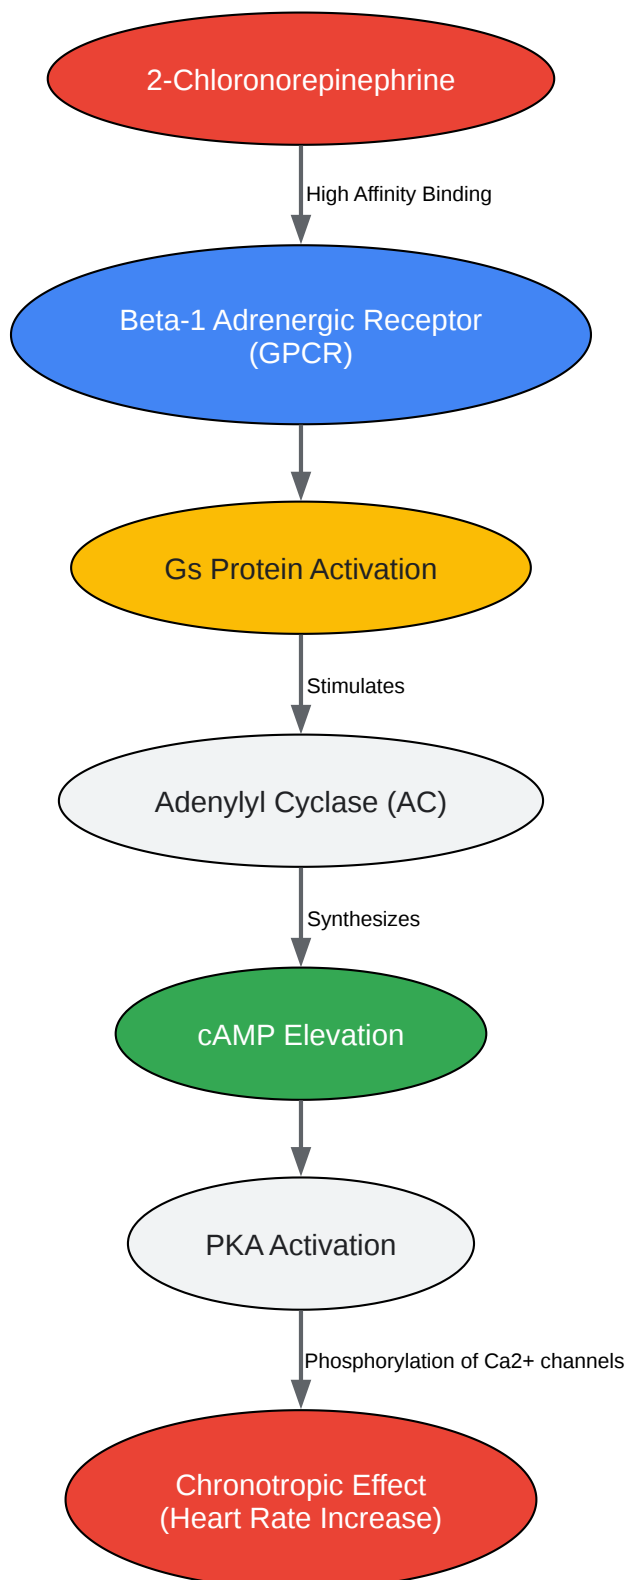 2-Chloronorepinephrine
High Affinity Binding
Beta-1 Adrenergic Receptor
(GPCR)
Gs Protein Activation
Stimulates
Adenylyl Cyclase (AC)
Synthesizes
cAMP Elevation
PKA Activation
Phosphorylation of Ca2+ channels
Chronotropic Effect
(Heart Rate Increase)